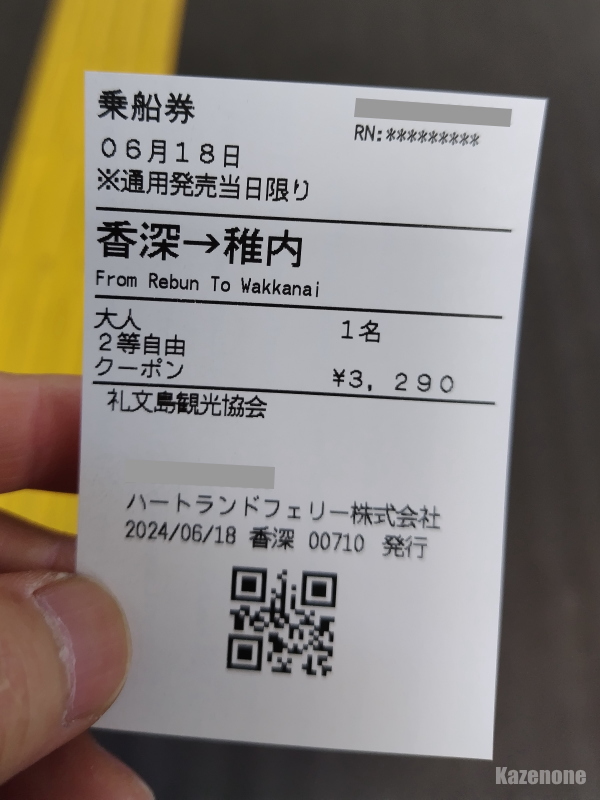 乗船券
RN:*********
06月18日
※通用発売当日限り
香深→稚内
From Rebun To Wakkanai
大人 1名
2等自由
クーポン ¥3,290
礼文島観光協会
ハートランドフェリー株式会社
2024/06/18 香深 00710 発行
Kazenone